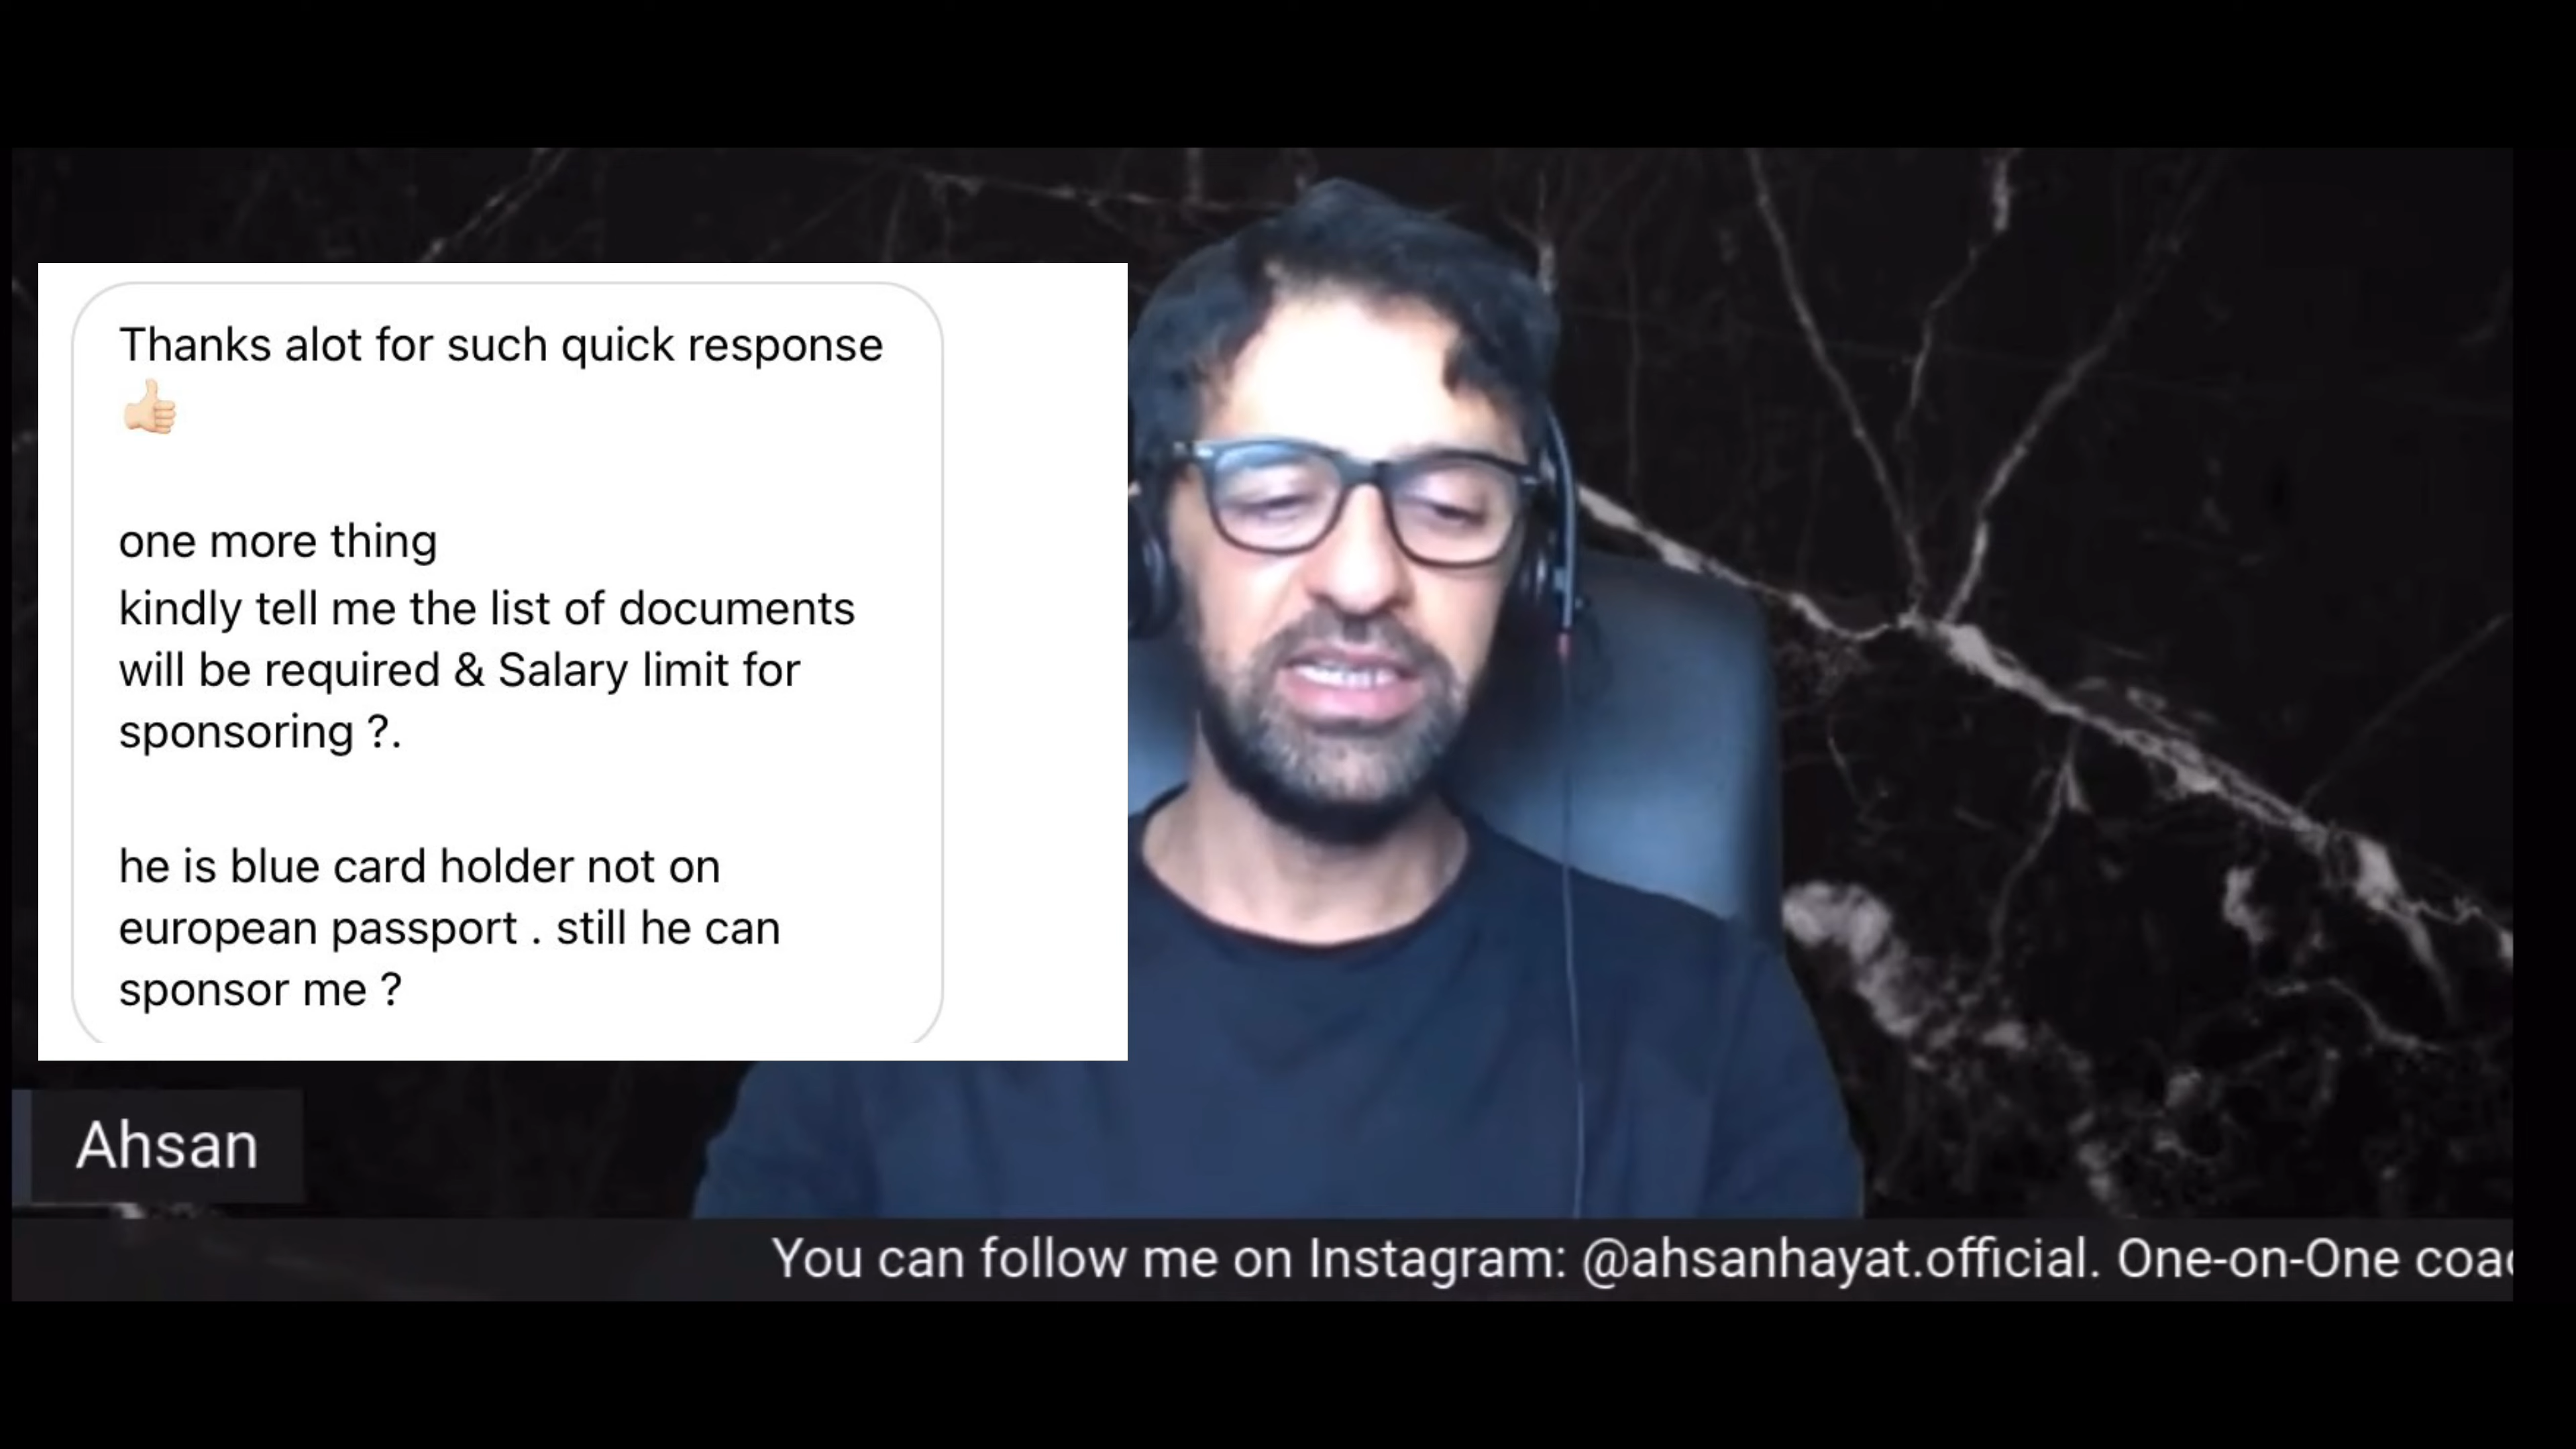 Thanks alot for such quick response
👍🏻
one more thing
kindly tell me the list of documents
will be required & Salary limit for
sponsoring ?.
he is blue card holder not on
european passport . still he can
sponsor me ?
Ahsan
You can follow me on Instagram: @ahsanhayat.official. One-on-One